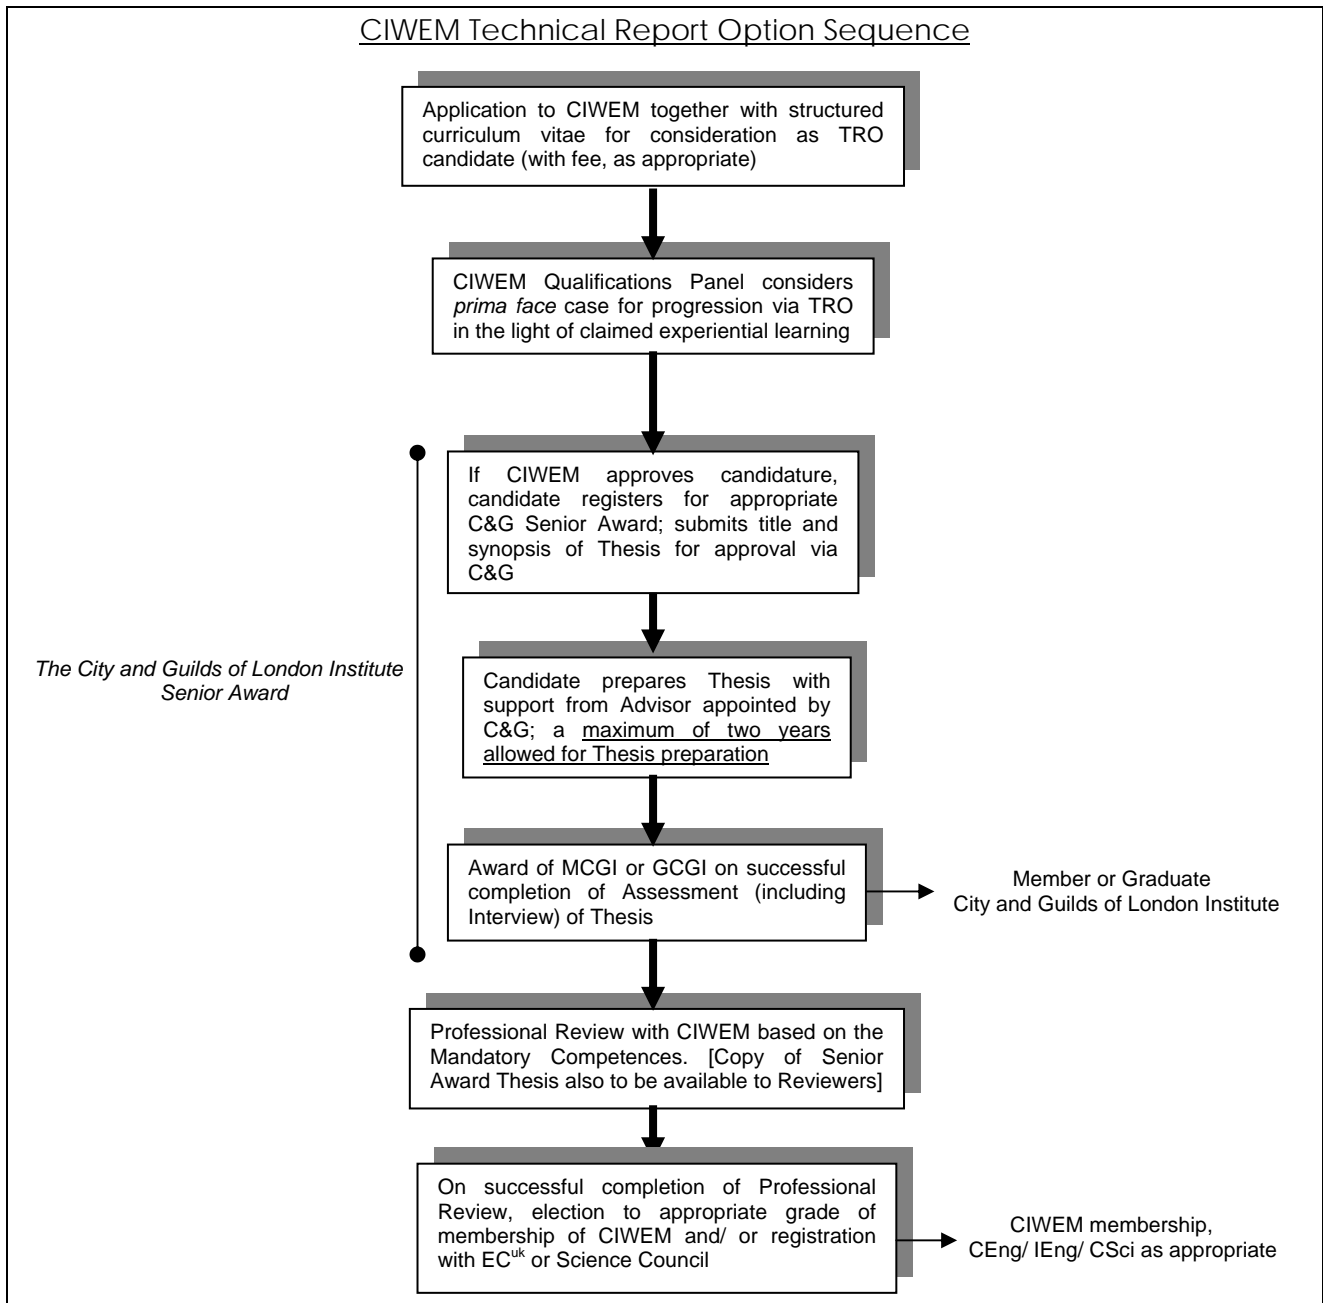 CIWEM Technical Report Option Sequence
Application to CIWEM together with structured
curriculum vitae for consideration as TRO
candidate (with fee, as appropriate)
CIWEM Qualifications Panel considers
prima face case for progression via TRO
in the light of claimed experiential learning
If CIWEM approves candidature,
candidate registers for appropriate
C&G Senior Award; submits title and
synopsis of Thesis for approval via
C&G
The City and Guilds of London Institute
Senior Award
Candidate prepares Thesis with
support from Advisor appointed by
C&G; a maximum of two years
allowed for Thesis preparation
Award of MCGI or GCGI on successful
completion of Assessment (including
Interview) of Thesis
Member or Graduate
City and Guilds of London Institute
Professional Review with CIWEM based on the
Mandatory Competences. [Copy of Senior
Award Thesis also to be available to Reviewers]
On successful completion of Professional
Review, election to appropriate grade of
membership of CIWEM and/ or registration
with ECuk or Science Council
CIWEM membership,
CEng/ IEng/ CSci as appropriate